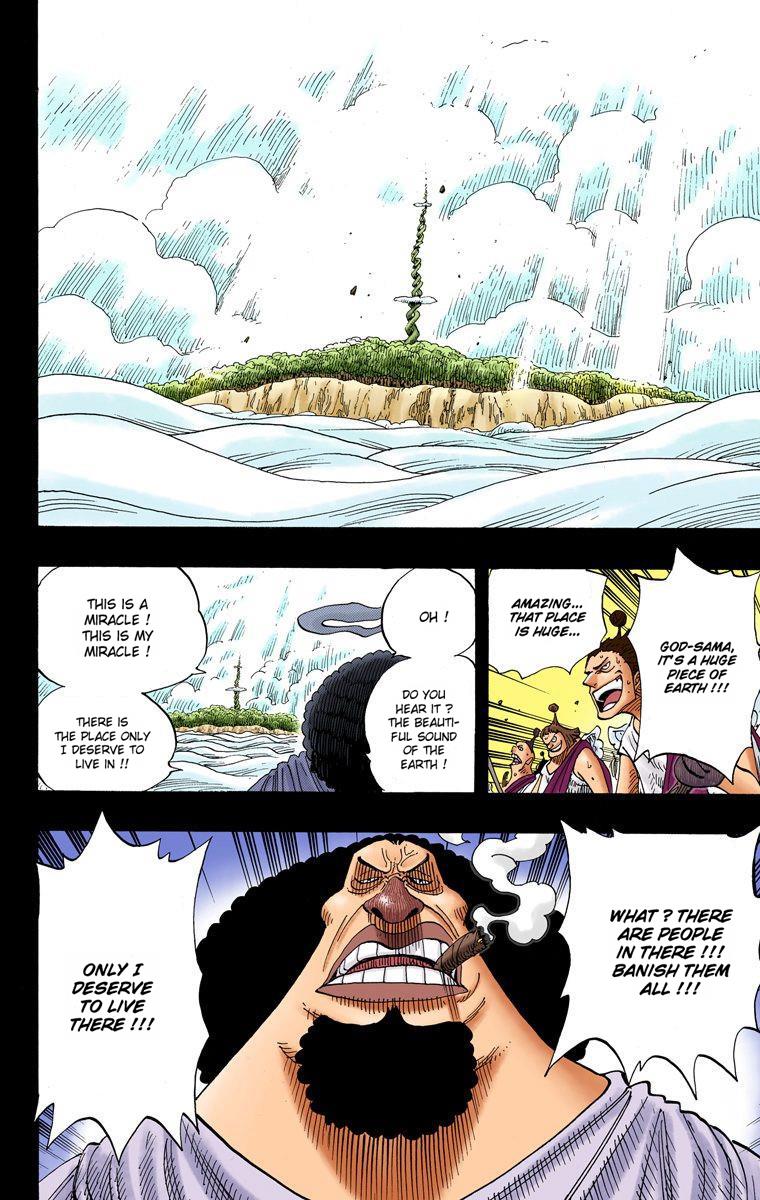 AMAZING...
THAT PLACE
IS HUGE...
GOD-SAMA,
IT'S A HUGE
PIECE OF
EARTH !!!
OH !
DO YOU
HEAR IT ?
THE BEAUTI-
FUL SOUND
OF THE
EARTH !
THIS IS A
MIRACLE !
THIS IS MY
MIRACLE !
THERE IS
THE PLACE ONLY
I DESERVE TO
LIVE IN !!
WHAT ? THERE
ARE PEOPLE
IN THERE !!!
BANISH THEM
ALL !!!
ONLY I
DESERVE
TO LIVE
THERE !!!